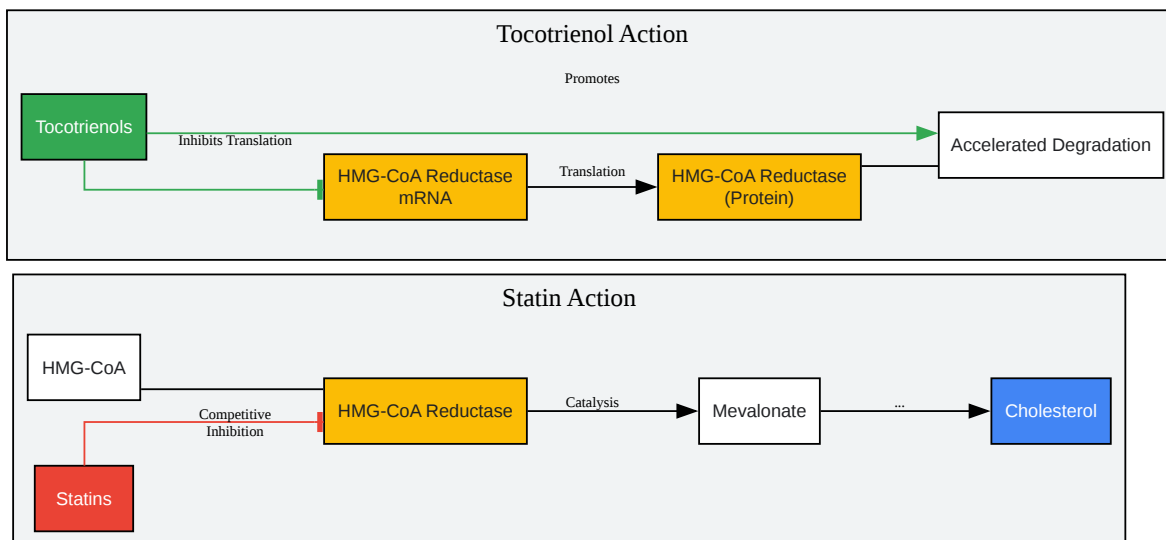 Tocotrienol Action
Promotes
Tocotrienols
Inhibits Translation
Accelerated Degradation
HMG-CoA Reductase
mRNA
Translation
HMG-CoA Reductase
(Protein)
Statin Action
HMG-CoA
Competitive
Inhibition
HMG-CoA Reductase
Catalysis
Mevalonate
...
Cholesterol
Statins